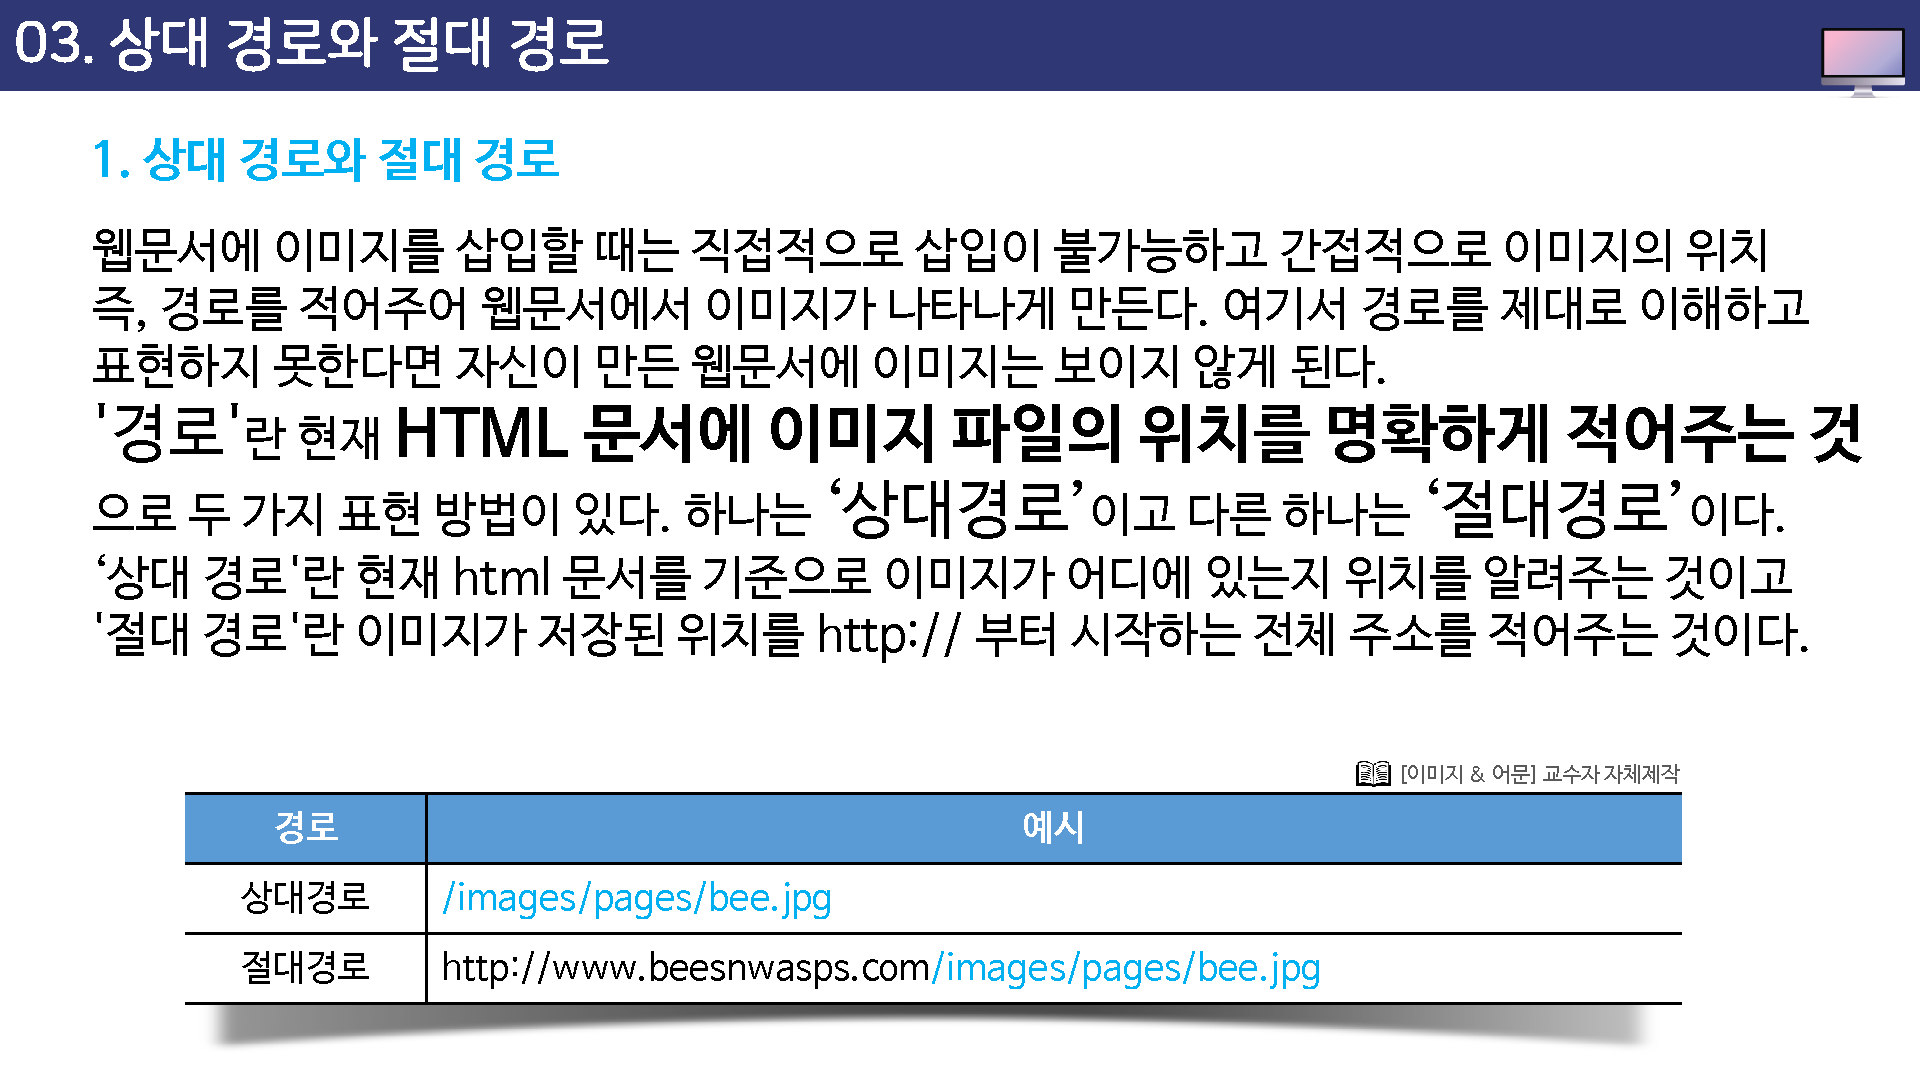 03. 상대 경로와 절대 경로
1. 상대 경로와 절대 경로
웹문서에 이미지를 삽입할 때는 직접적으로 삽입이 불가능하고 간접적으로 이미지의 위치
즉, 경로를 적어주어 웹문서에서 이미지가 나타나게 만든다. 여기서 경로를 제대로 이해하고
표현하지 못한다면 자신이 만든 웹문서에 이미지는 보이지 않게 된다.
'경로'란 현재 HTML 문서에 이미지 파일의 위치를 명확하게 적어주는 것
으로 두 가지 표현 방법이 있다. 하나는 ‘상대경로’이고 다른 하나는 ‘절대경로’이다.
‘상대 경로'란 현재 html 문서를 기준으로 이미지가 어디에 있는지 위치를 알려주는 것이고
'절대 경로'란 이미지가 저장된 위치를 http:// 부터 시작하는 전체 주소를 적어주는 것이다.
[이미지 & 어문] 교수자 자체제작
경로 예시
상대경로 /images/pages/bee.jpg
절대경로 http://www.beesnwasps.com/images/pages/bee.jpg